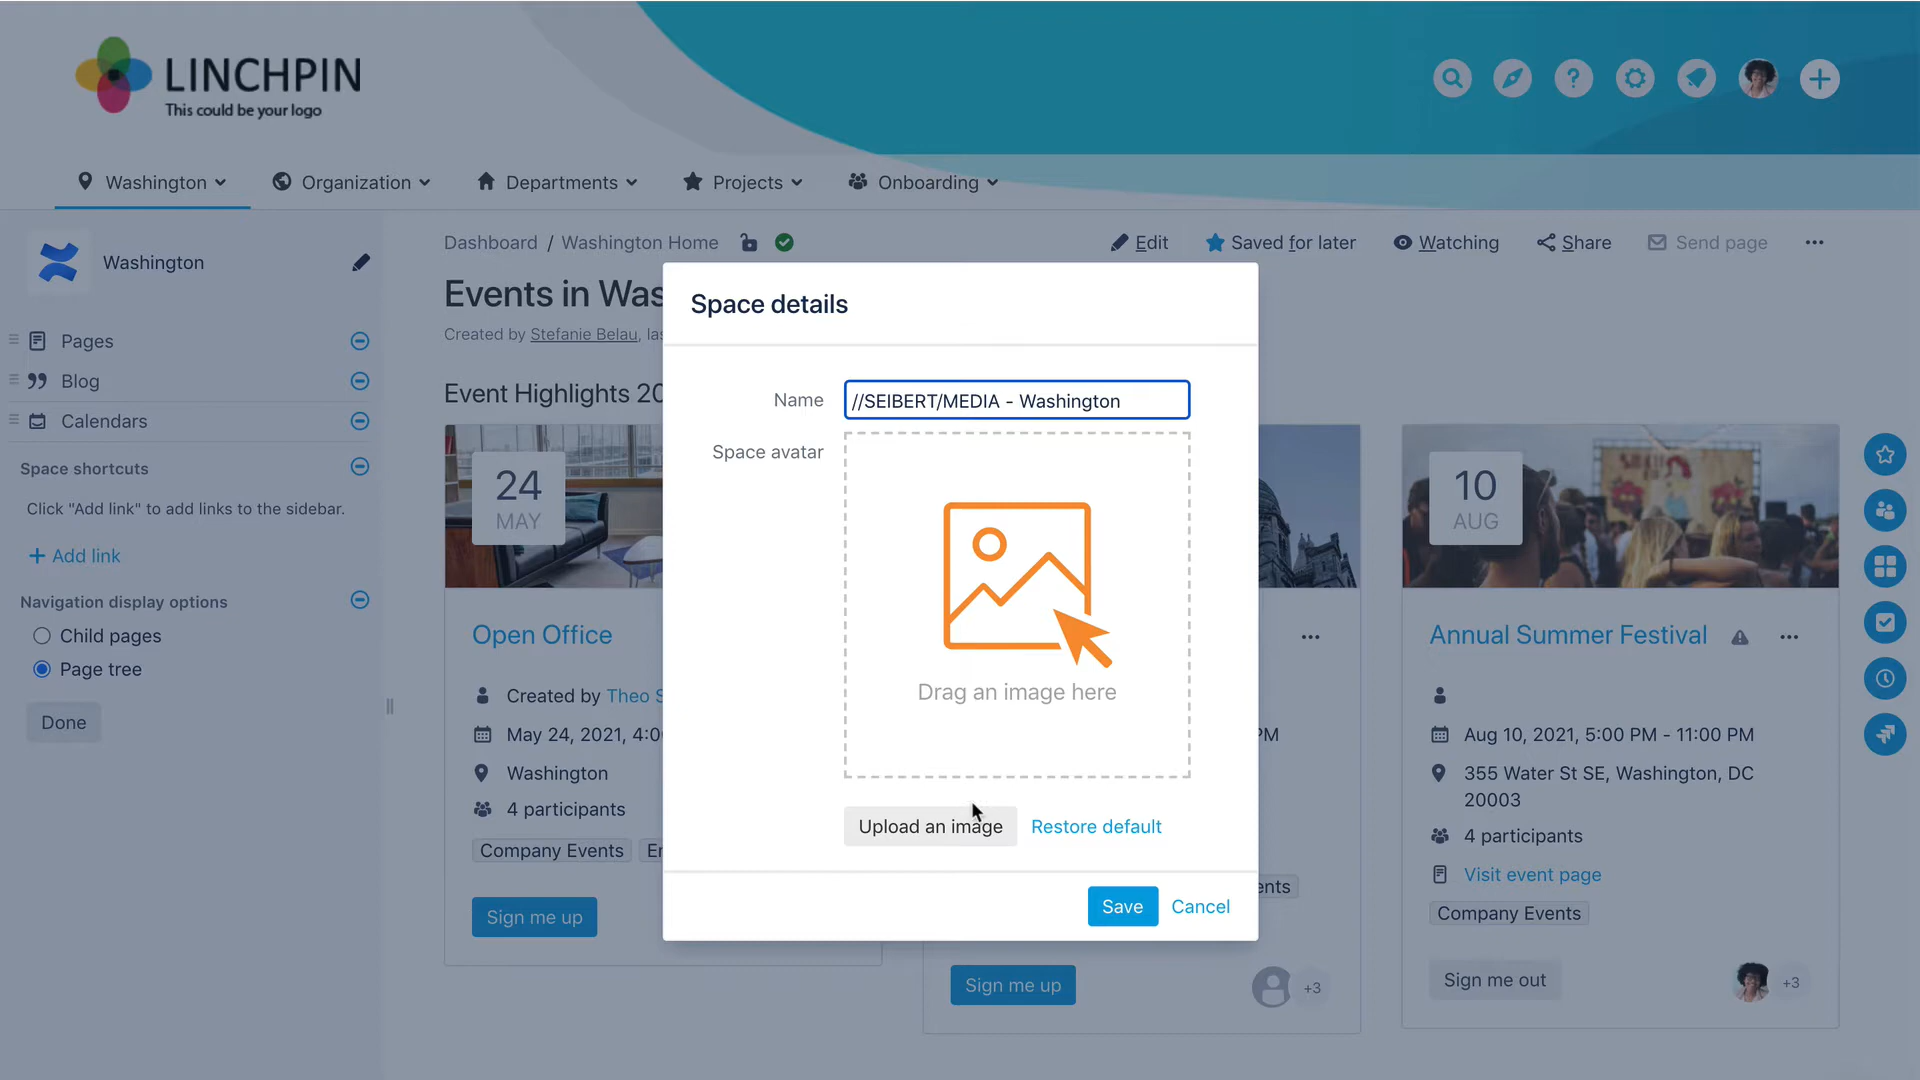 LINCHPIN
This could be your logo
Washington
Organization
Departments
Projects
Onboarding
Washington
Pages
Blog
Calendars
Space shortcuts
Click "Add link" to add links to the sidebar.
+ Add link
Navigation display options
Child pages
Page tree
Done
Dashboard / Washington Home
Edit
Saved for later
Watching
Share
Send page
Events in Was
Created by Stefanie Belau, las
Event Highlights 20
24
MAY
Open Office
Created by Theo S
May 24, 2021, 4:0
Washington
4 participants
Company Events
Sign me up
Space details
Name
//SEIBERT/MEDIA - Washington
Space avatar
Drag an image here
Upload an image
Restore default
Save
Cancel
PM
ents
Sign me up
+3
10
AUG
Annual Summer Festival
Aug 10, 2021, 5:00 PM - 11:00 PM
355 Water St SE, Washington, DC
20003
4 participants
Visit event page
Company Events
Sign me out
+3